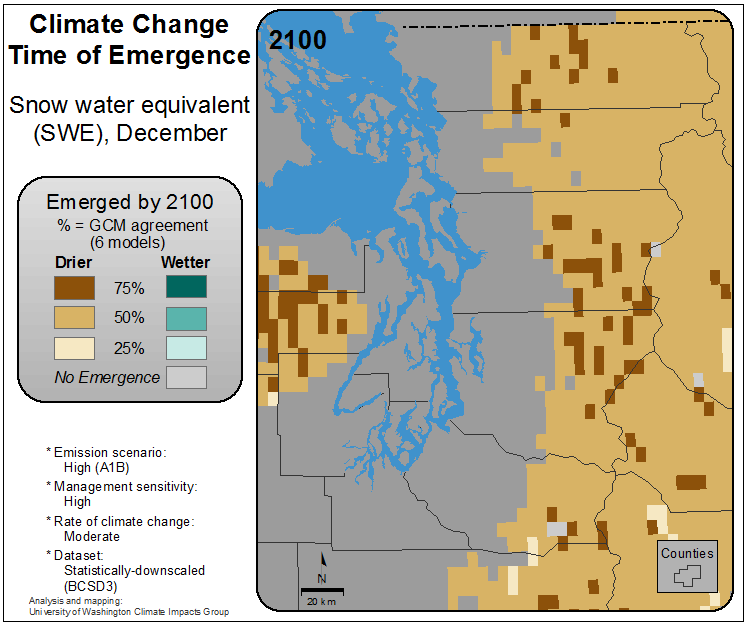 Climate Change
Time of Emergence
Snow water equivalent
(SWE), December
Emerged by 2100
% = GCM agreement
(6 models)
Drier Wetter
75%
50%
25%
No Emergence
* Emission scenario:
High (A1B)
* Management sensitivity:
High
* Rate of climate change:
Moderate
* Dataset:
Statistically-downscaled
(BCSD3)
Analysis and mapping:
University of Washington Climate Impacts Group
2100
N
20 km
Counties